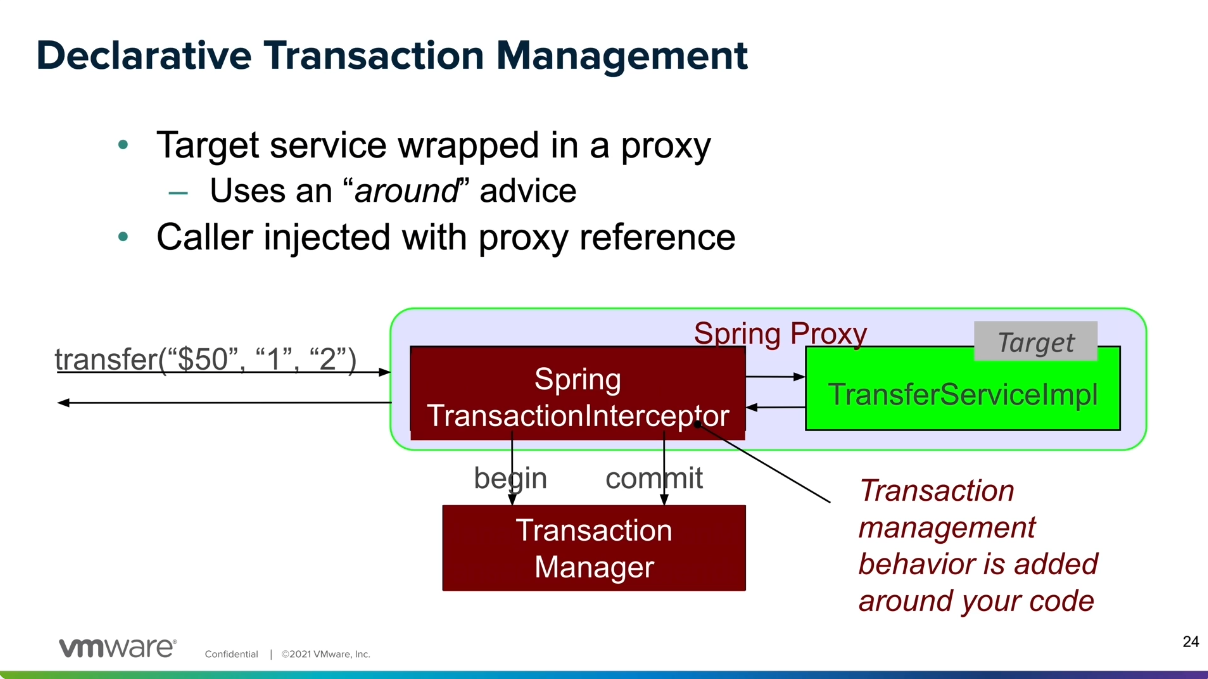 Declarative Transaction Management
• Target service wrapped in a proxy
– Uses an “around” advice
• Caller injected with proxy reference
Spring Proxy
Target
transfer(“$50”, “1”, “2”)
Spring
TransactionInterceptor
TransferServiceImpl
begin
commit
Transaction
Manager
Transaction
management
behavior is added
around your code
vmware®
Confidential | ©2021 VMware, Inc.
24